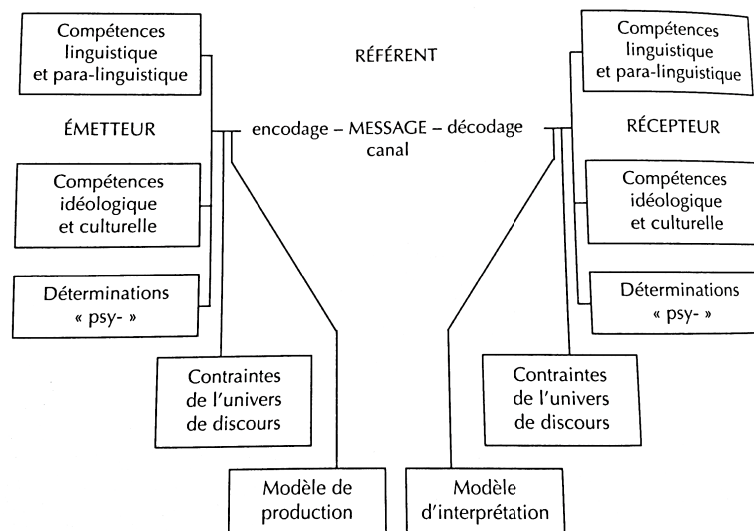 Compétences
linguistique
et para-linguistique
RÉFÉRENT
Compétences
linguistique
et para-linguistique
ÉMETTEUR
encodage – MESSAGE – décodage
canal
RÉCEPTEUR
Compétences
idéologique
et culturelle
Compétences
idéologique
et culturelle
Déterminations
« psy- »
Déterminations
« psy- »
Contraintes
de l'univers
de discours
Contraintes
de l'univers
de discours
Modèle de
production
Modèle
d'interprétation